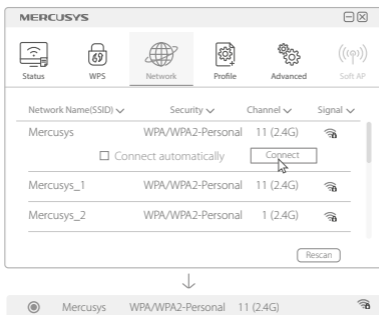 MERCUSYS
Status WPS Network Profile Advanced Soft AP
Network Name(SSID) Security Channel Signal
Mercusys WPA/WPA2-Personal 11 (2.4G)
Connect automatically Connect
Mercusys_1 WPA/WPA2-Personal 11 (2.4G)
Mercusys_2 WPA/WPA2-Personal 1 (2.4G)
Rescan
Mercusys WPA/WPA2-Personal 11 (2.4G)